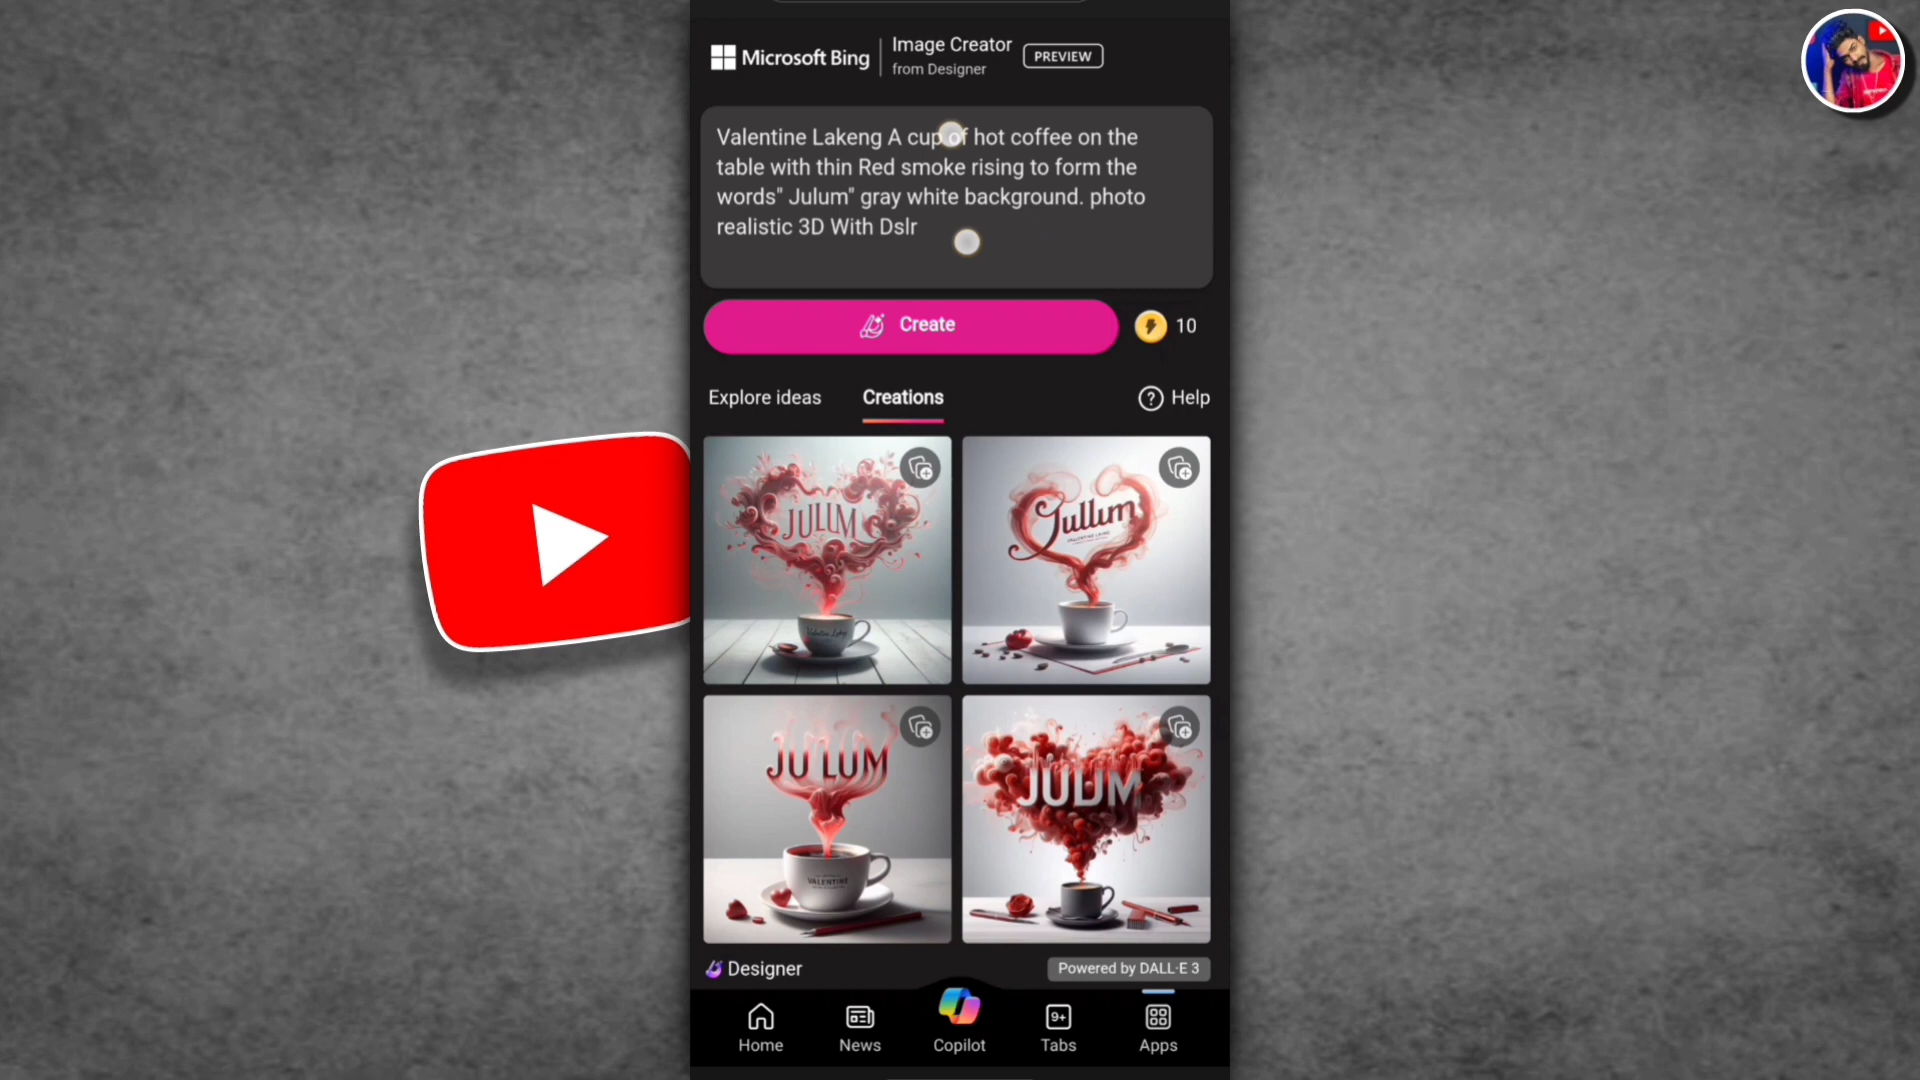 Microsoft Bing
Image Creator
from Designer
PREVIEW
Valentine Lakeng A cup of hot coffee on the
table with thin Red smoke rising to form the
words" Julum" gray white background. photo
realistic 3D With Dslr
Create
10
Explore ideas
Creations
Help
JULUM
Jullum
JU LUM
VALENTINE
JULUM
Designer
Powered by DALL·E 3
Home
News
Copilot
9+
Tabs
Apps